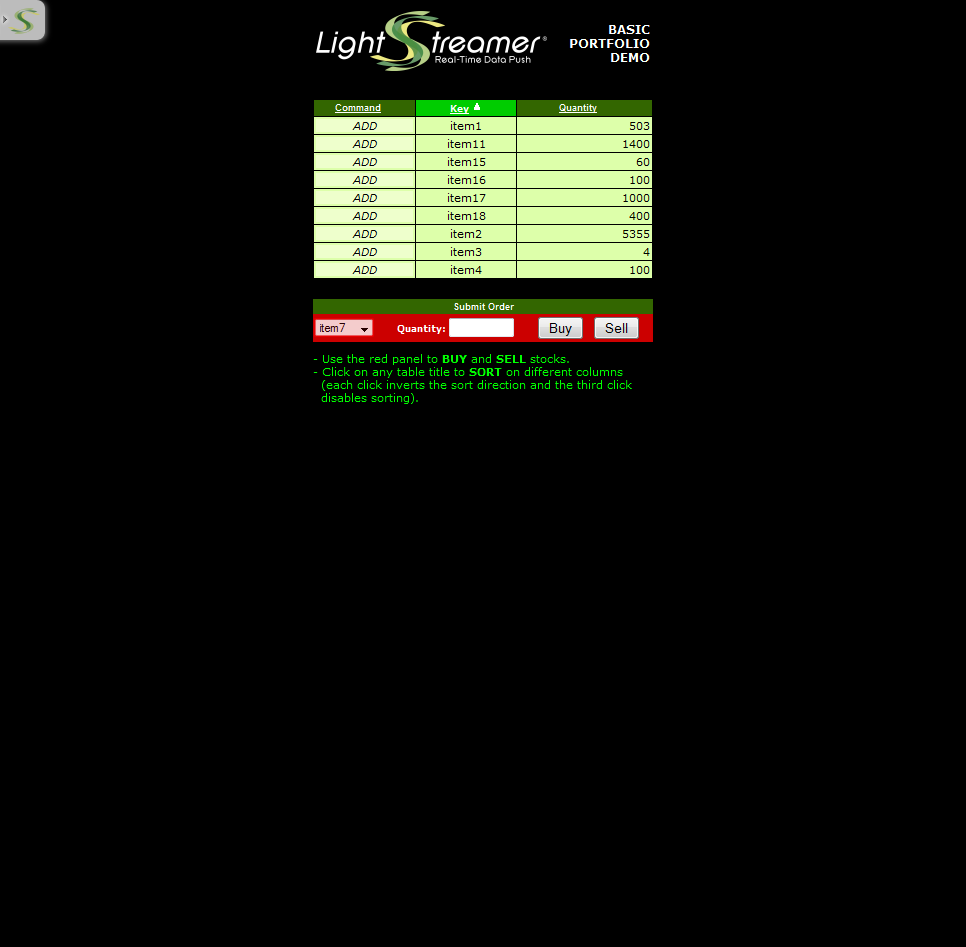 LightStreamer®
Real-Time Data Push
BASIC
PORTFOLIO
DEMO
Command Key Quantity
ADD item1 503
ADD item11 1400
ADD item15 60
ADD item16 100
ADD item17 1000
ADD item18 400
ADD item2 5355
ADD item3 4
ADD item4 100
Submit Order
item7 Quantity: Buy Sell
- Use the red panel to BUY and SELL stocks.
- Click on any table title to SORT on different columns
(each click inverts the sort direction and the third click
disables sorting).